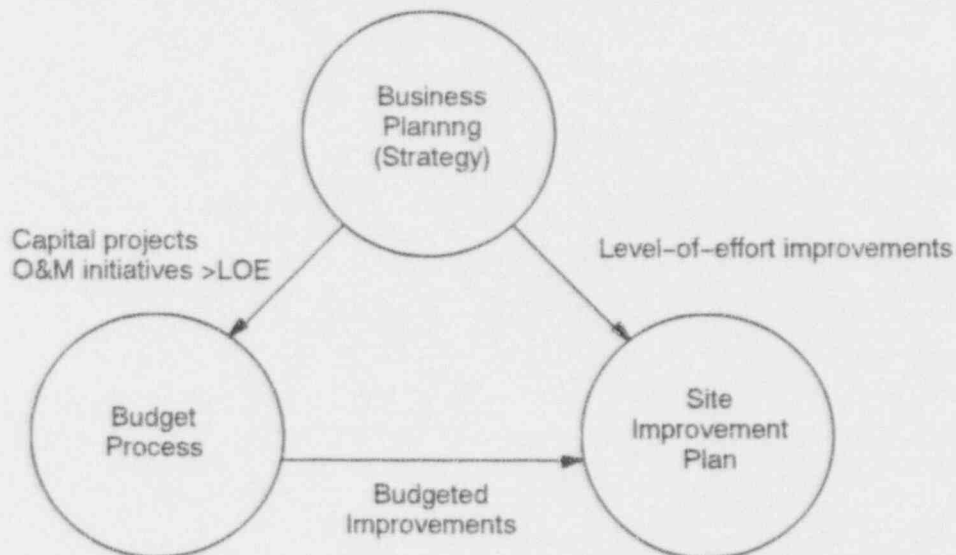 Business
Plannng
(Strategy)
Capital projects
O&M initiatives >LOE
Level-of-effort improvements
Budget
Process
Site
Improvement
Plan
Budgeted
Improvements